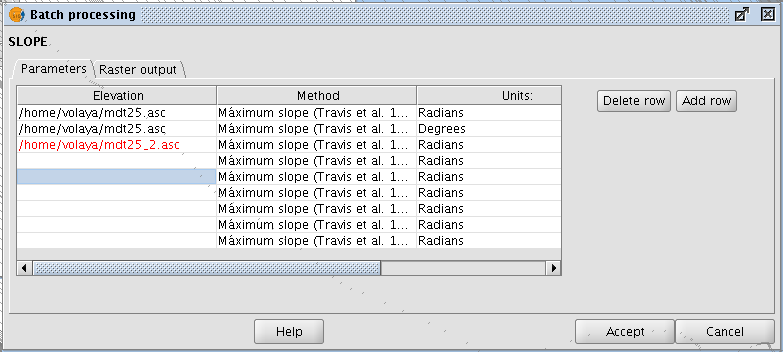 Batch processing
SLOPE
Parameters Raster output
Elevation Method Units:
/home/volaya/mdt25.asc Máximum slope (Travis et al. 1... Radians
/home/volaya/mdt25.asc Máximum slope (Travis et al. 1... Degrees
/home/volaya/mdt25_2.asc Máximum slope (Travis et al. 1... Radians
Máximum slope (Travis et al. 1... Radians
Máximum slope (Travis et al. 1... Radians
Máximum slope (Travis et al. 1... Radians
Máximum slope (Travis et al. 1... Radians
Máximum slope (Travis et al. 1... Radians
Máximum slope (Travis et al. 1... Radians
Delete row Add row
Help Accept Cancel